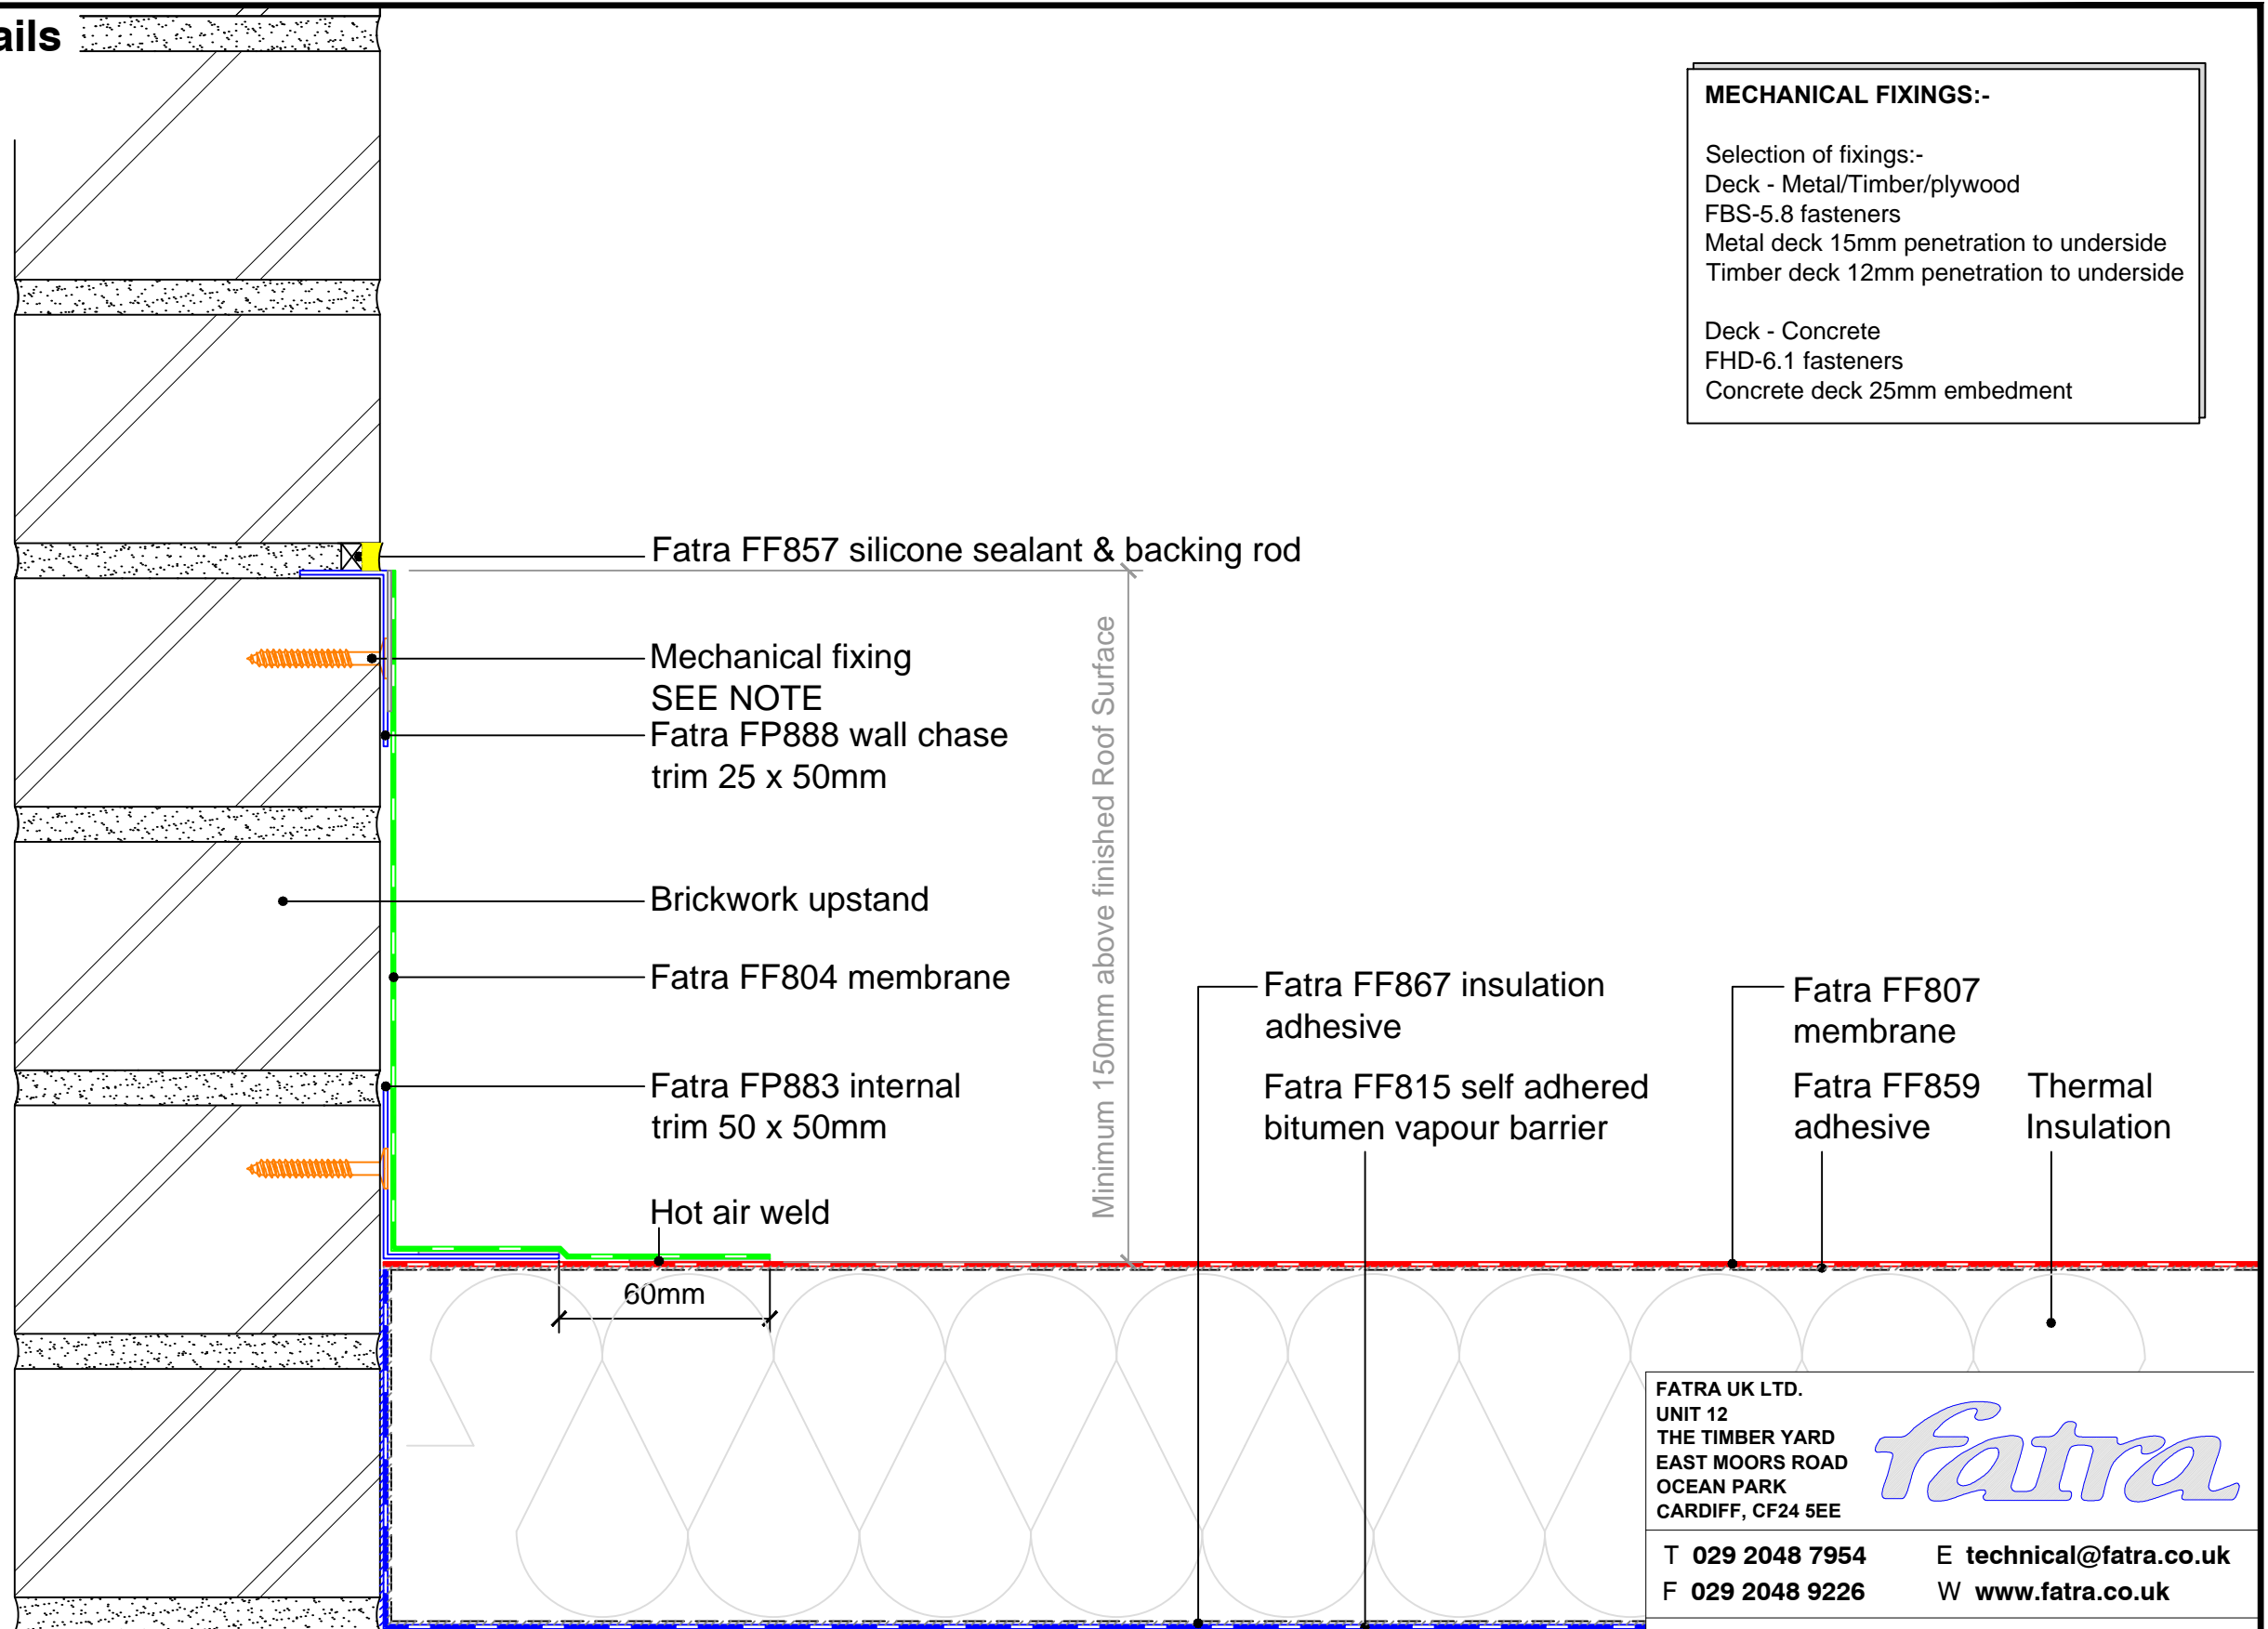 ails
MECHANICAL FIXINGS:-
Selection of fixings:-
Deck - Metal/Timber/plywood
FBS-5.8 fasteners
Metal deck 15mm penetration to underside
Timber deck 12mm penetration to underside
Deck - Concrete
FHD-6.1 fasteners
Concrete deck 25mm embedment
Fatra FF857 silicone sealant & backing rod
Mechanical fixing
SEE NOTE
Fatra FP888 wall chase
trim 25 x 50mm
Brickwork upstand
Fatra FF804 membrane
Fatra FP883 internal
trim 50 x 50mm
Hot air weld
60mm
Minimum 150mm above finished Roof Surface
Fatra FF867 insulation
adhesive
Fatra FF815 self adhered
bitumen vapour barrier
Fatra FF807
membrane
Fatra FF859
adhesive
Thermal
Insulation
FATRA UK LTD.
UNIT 12
THE TIMBER YARD
EAST MOORS ROAD
OCEAN PARK
CARDIFF, CF24 5EE
fatra
T 029 2048 7954
E technical@fatra.co.uk
F 029 2048 9226
W www.fatra.co.uk